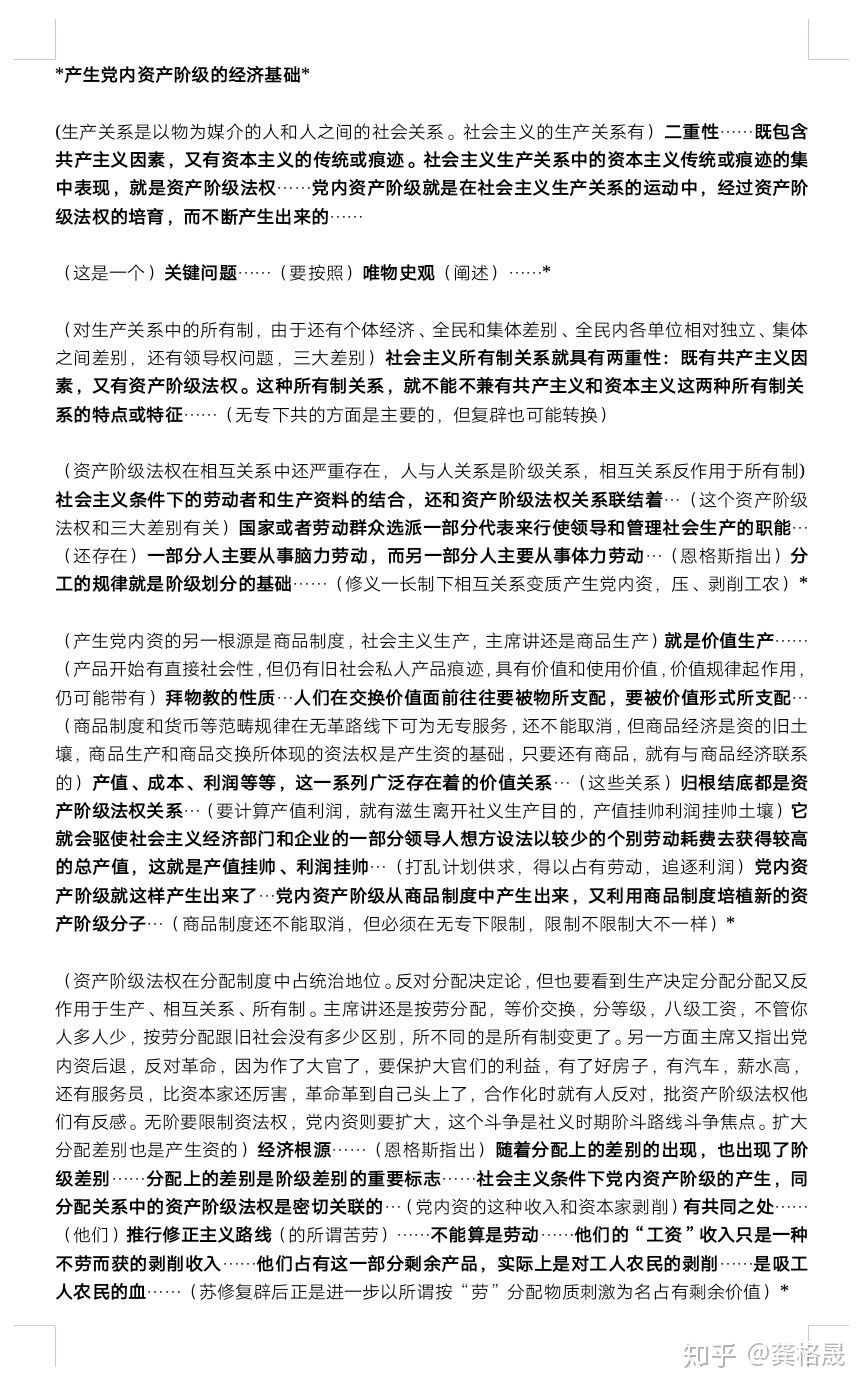 *产生党内资产阶级的经济基础*
(生产关系是以物为媒介的人和人之间的社会关系。社会主义的生产关系有）二重性……既包含
共产主义因素，又有资本主义的传统或痕迹。社会主义生产关系中的资本主义传统或痕迹的集
中表现，就是资产阶级法权……党内资产阶级就是在社会主义生产关系的运动中，经过资产阶
级法权的培育，而不断产生出来的……
（这是一个）关键问题……（要按照）唯物史观（阐述）……*
（对生产关系中的所有制，由于还有个体经济、全民和集体差别、全民内各单位相对独立、集体
之间差别，还有领导权问题，三大差别）社会主义所有制关系就具有两重性：既有共产主义因
素，又有资产阶级法权。这种所有制关系，就不能不兼有共产主义和资本主义这两种所有制关
系的特点或特征……（无专下共的方面是主要的，但复辟也可能转换）
（资产阶级法权在相互关系中还严重存在，人与人关系是阶级关系，相互关系反作用于所有制)
社会主义条件下的劳动者和生产资料的结合，还和资产阶级法权关系联结着…（这个资产阶级
法权和三大差别有关）国家或者劳动群众选派一部分代表来行使领导和管理社会生产的职能…
（还存在）一部分人主要从事脑力劳动，而另一部分人主要从事体力劳动…（恩格斯指出）分
工的规律就是阶级划分的基础……（修义一长制下相互关系变质产生党内资，压、剥削工农）*
（产生党内资的另一根源是商品制度，社会主义生产，主席讲还是商品生产）就是价值生产……
（产品开始有直接社会性，但仍有旧社会私人产品痕迹，具有价值和使用价值，价值规律起作用，
仍可能带有）拜物教的性质…人们在交换价值面前往往要被物所支配，要被价值形式所支配…
（商品制度和货币等范畴规律在无革路线下可为无专服务，还不能取消，但商品经济是资的旧土
壤，商品生产和商品交换所体现的资法权是产生资的基础，只要还有商品，就有与商品经济联系
的）产值、成本、利润等等，这一系列广泛存在着的价值关系…（这些关系）归根结底都是资
产阶级法权关系…（要计算产值利润，就有滋生离开社义生产目的，产值挂帅利润挂帅土壤）它
就会驱使社会主义经济部门和企业的一部分领导人想方设法以较少的个别劳动耗费去获得较高
的总产值，这就是产值挂帅、利润挂帅…（打乱计划供求，得以占有劳动，追逐利润）党内资
产阶级就这样产生出来了…党内资产阶级从商品制度中产生出来，又利用商品制度培植新的资
产阶级分子…（商品制度还不能取消，但必须在无专下限制，限制不限制大不一样）*
（资产阶级法权在分配制度中占统治地位。反对分配决定论，但也要看到生产决定分配分配又反
作用于生产、相互关系、所有制。主席讲还是按劳分配，等价交换，分等级，八级工资，不管你
人多人少，按劳分配跟旧社会没有多少区别，所不同的是所有制变更了。另一方面主席又指出党
内资后退，反对革命，因为作了大官了，要保护大官们的利益，有了好房子，有汽车，薪水高，
还有服务员，比资本家还厉害，革命革到自己头上了，合作化时就有人反对，批资产阶级法权他
们有反感。无阶要限制资法权，党内资则要扩大，这个斗争是社义时期阶斗路线斗争焦点。扩大
分配差别也是产生资的）经济根源……（恩格斯指出）随着分配上的差别的出现，也出现了阶
级差别……分配上的差别是阶级差别的重要标志……社会主义条件下党内资产阶级的产生，同
分配关系中的资产阶级法权是密切关联的…（党内资的这种收入和资本家剥削）有共同之处……
（他们）推行修正主义路线（的所谓苦劳）……不能算是劳动……他们的“工资”收入只是一种
不劳而获的剥削收入……他们占有这一部分剩余产品，实际上是对工人农民的剥削……是吸工
人农民的血……（苏修复辟后正是进一步以所谓按“劳”分配物质刺激为名占有剩余价值）*
知乎 @龚格晟